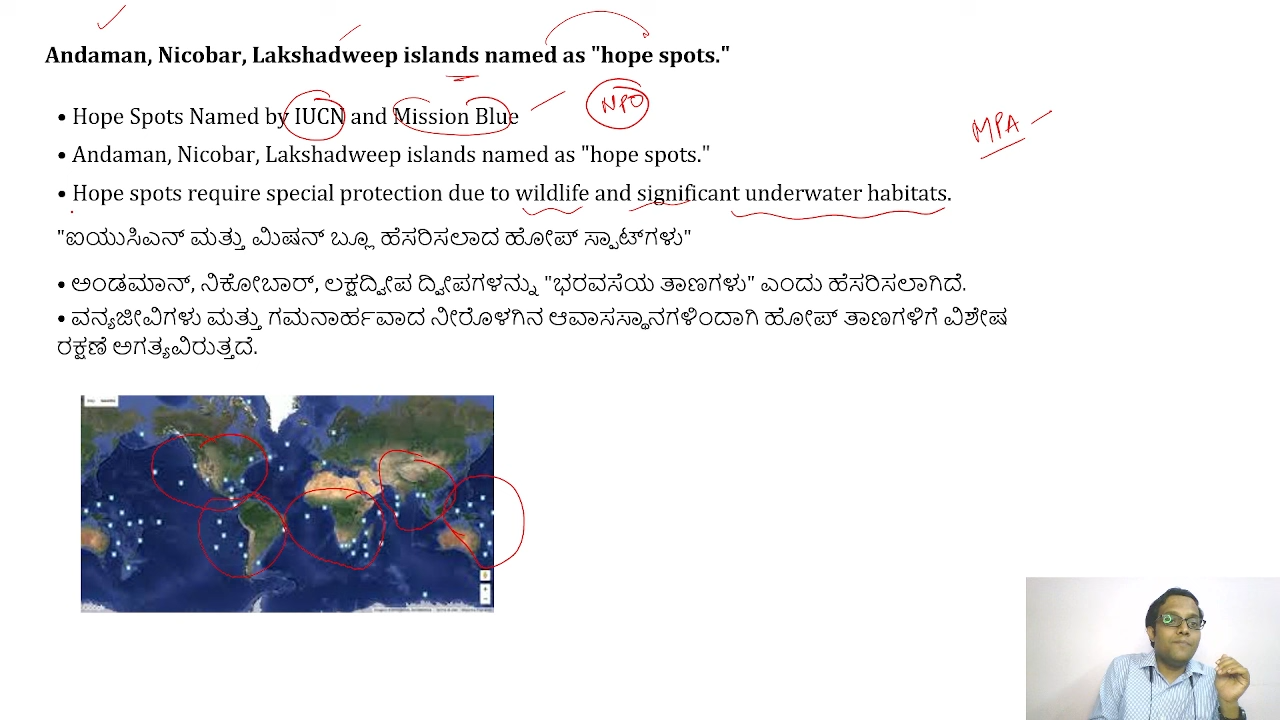 Andaman, Nicobar, Lakshadweep islands named as "hope spots."
NPO
• Hope Spots Named by IUCN and Mission Blue
MPA
• Andaman, Nicobar, Lakshadweep islands named as "hope spots."
• Hope spots require special protection due to wildlife and significant underwater habitats.
"ಐಯುಸಿಎನ್ ಮತ್ತು ಮಿಷನ್ ಬ್ಲೂ ಹೆಸರಿಸಲಾದ ಹೋಪ್ ಸ್ಪಾಟ್‌ಗಳು"
• ಅಂಡಮಾನ್, ನಿಕೋಬಾರ್, ಲಕ್ಷದ್ವೀಪ ದ್ವೀಪಗಳನ್ನು "ಭರವಸೆಯ ತಾಣಗಳು" ಎಂದು ಹೆಸರಿಸಲಾಗಿದೆ.
• ವನ್ಯಜೀವಿಗಳು ಮತ್ತು ಗಮನಾರ್ಹವಾದ ನೀರೊಳಗಿನ ಆವಾಸಸ್ಥಾನಗಳಿಂದಾಗಿ ಹೋಪ್ ತಾಣಗಳಿಗೆ ವಿಶೇಷ
ರಕ್ಷಣೆ ಅಗತ್ಯವಿರುತ್ತದೆ.